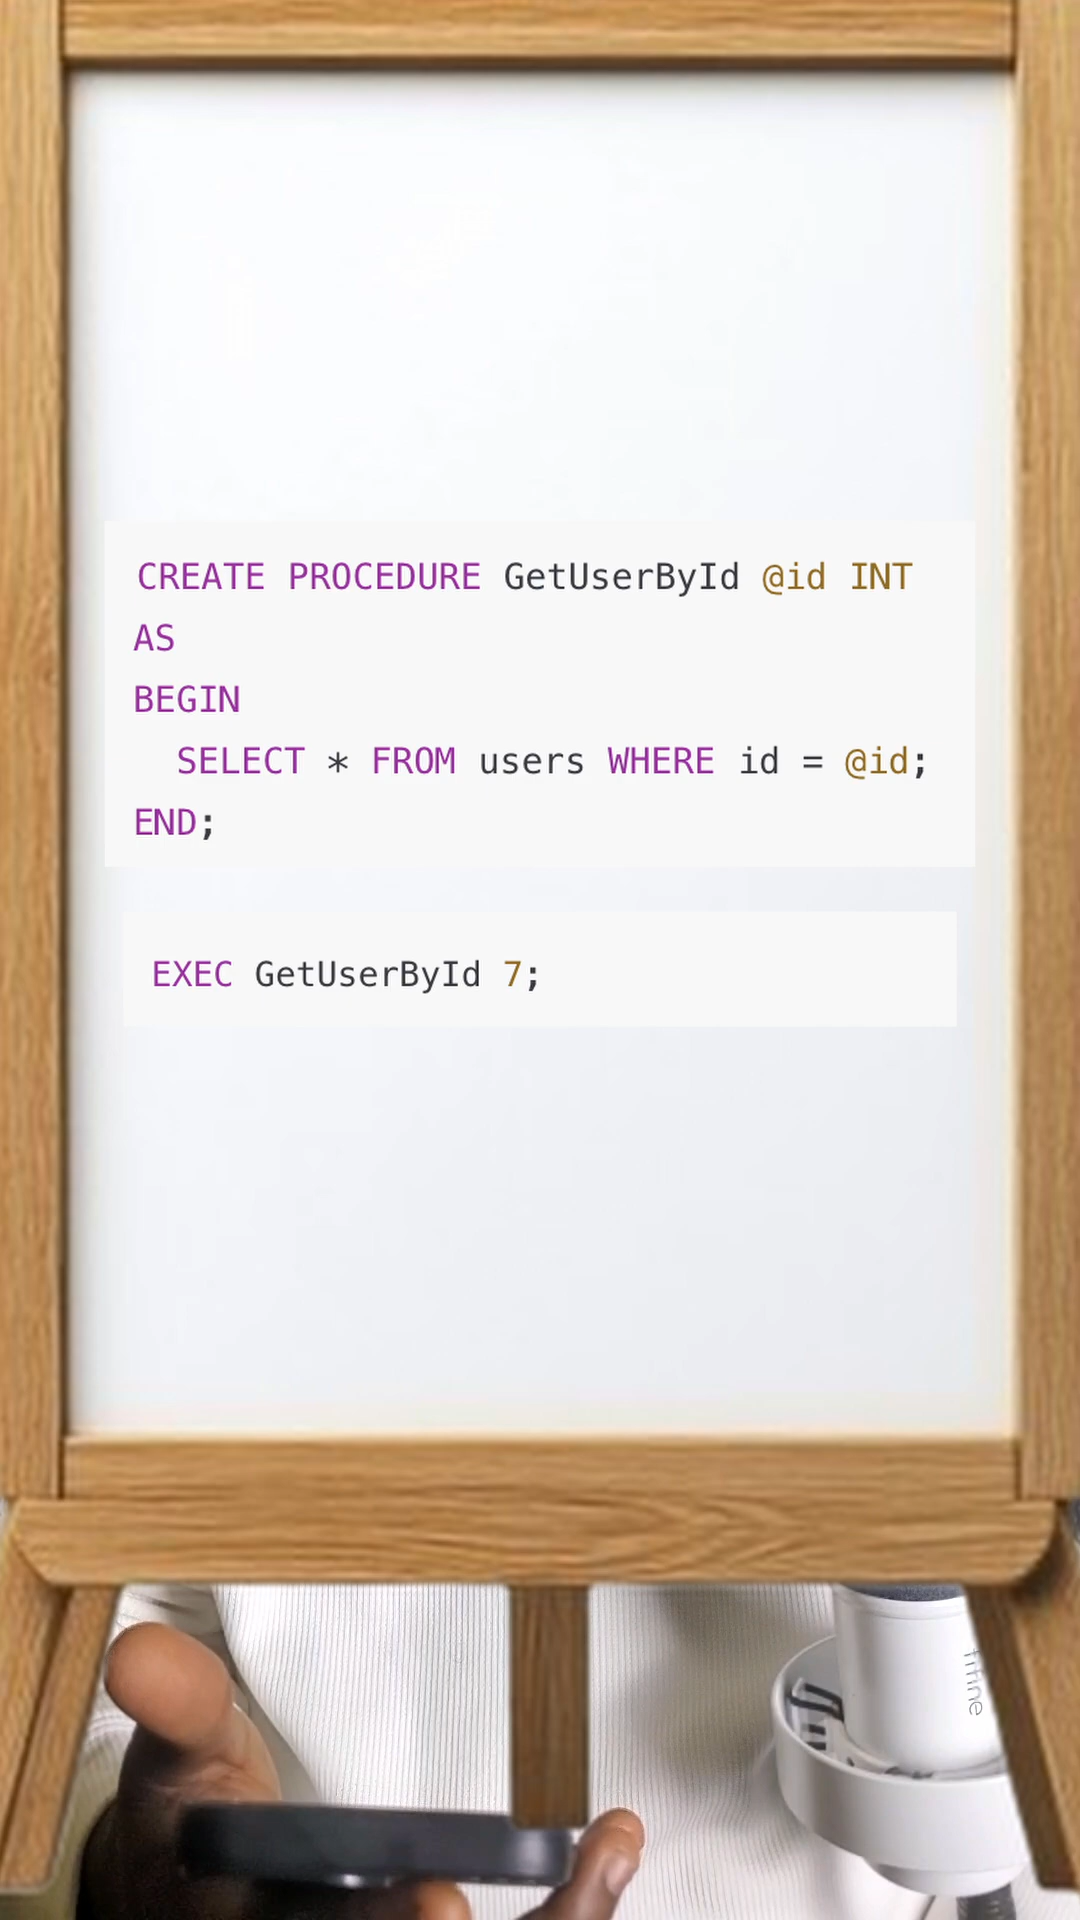 CREATE PROCEDURE GetUserById @id INT
AS
BEGIN
  SELECT * FROM users WHERE id = @id;
END;
EXEC GetUserById 7;
fifine